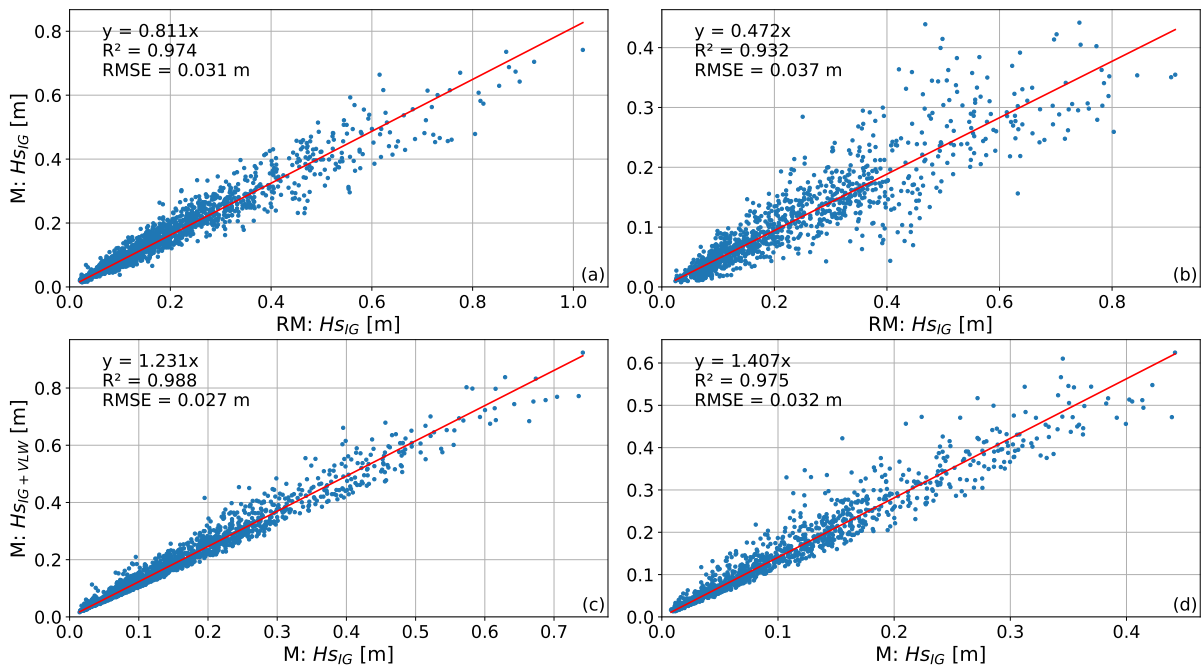 y = 0.811x
R² = 0.974
RMSE = 0.031 m
M: Hs_IG [m]
0.8
0.6
0.4
0.2
0.0
(a)
0.0 0.2 0.4 0.6 0.8 1.0
RM: Hs_IG [m]
y = 0.472x
R² = 0.932
RMSE = 0.037 m
0.4
0.3
0.2
0.1
0.0
(b)
0.2 0.4 0.6 0.8
RM: Hs_IG [m]
y = 1.231x
R² = 0.988
RMSE = 0.027 m
M: Hs_IG + VLW [m]
0.8
0.6
0.4
0.2
0.0
(c)
0.0 0.1 0.2 0.3 0.4 0.5 0.6 0.7
M: Hs_IG [m]
y = 1.407x
R² = 0.975
RMSE = 0.032 m
0.6
0.5
0.4
0.3
0.2
0.1
0.0
(d)
0.0 0.1 0.2 0.3 0.4
M: Hs_IG [m]